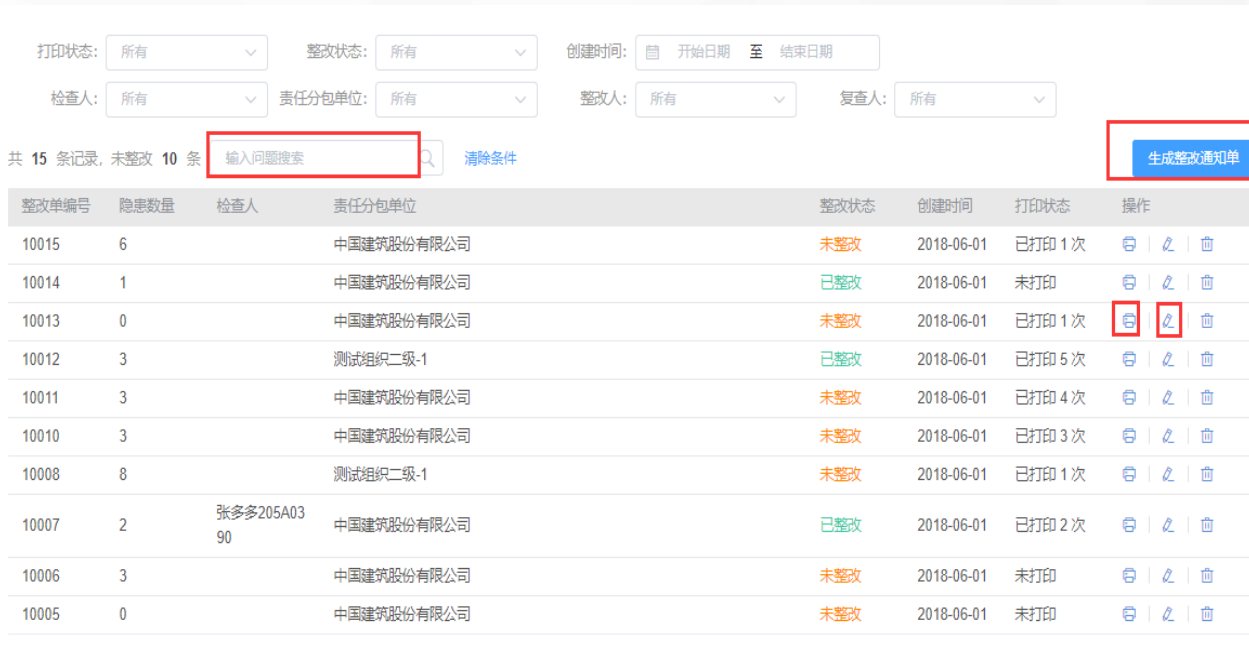 打印状态: 所有 整改状态: 所有 创建时间: 开始日期 至 结束日期
检查人: 所有 责任分包单位: 所有 整改人: 所有 复查人: 所有
共 15 条记录, 未整改 10 条 输入问题搜索 清除条件 生成整改通知单
整改单编号 隐患数量 检查人 责任分包单位 整改状态 创建时间 打印状态 操作
10015 6 中国建筑股份有限公司 未整改 2018-06-01 已打印 1 次
10014 1 中国建筑股份有限公司 已整改 2018-06-01 未打印
10013 0 中国建筑股份有限公司 未整改 2018-06-01 已打印 1 次
10012 3 测试组织二级-1 已整改 2018-06-01 已打印 5 次
10011 3 中国建筑股份有限公司 未整改 2018-06-01 已打印 4 次
10010 3 中国建筑股份有限公司 未整改 2018-06-01 已打印 3 次
10008 8 测试组织二级-1 未整改 2018-06-01 已打印 1 次
张多多205A03
10007 2 90 中国建筑股份有限公司 已整改 2018-06-01 已打印 2 次
10006 3 中国建筑股份有限公司 未整改 2018-06-01 未打印
10005 0 中国建筑股份有限公司 未整改 2018-06-01 未打印